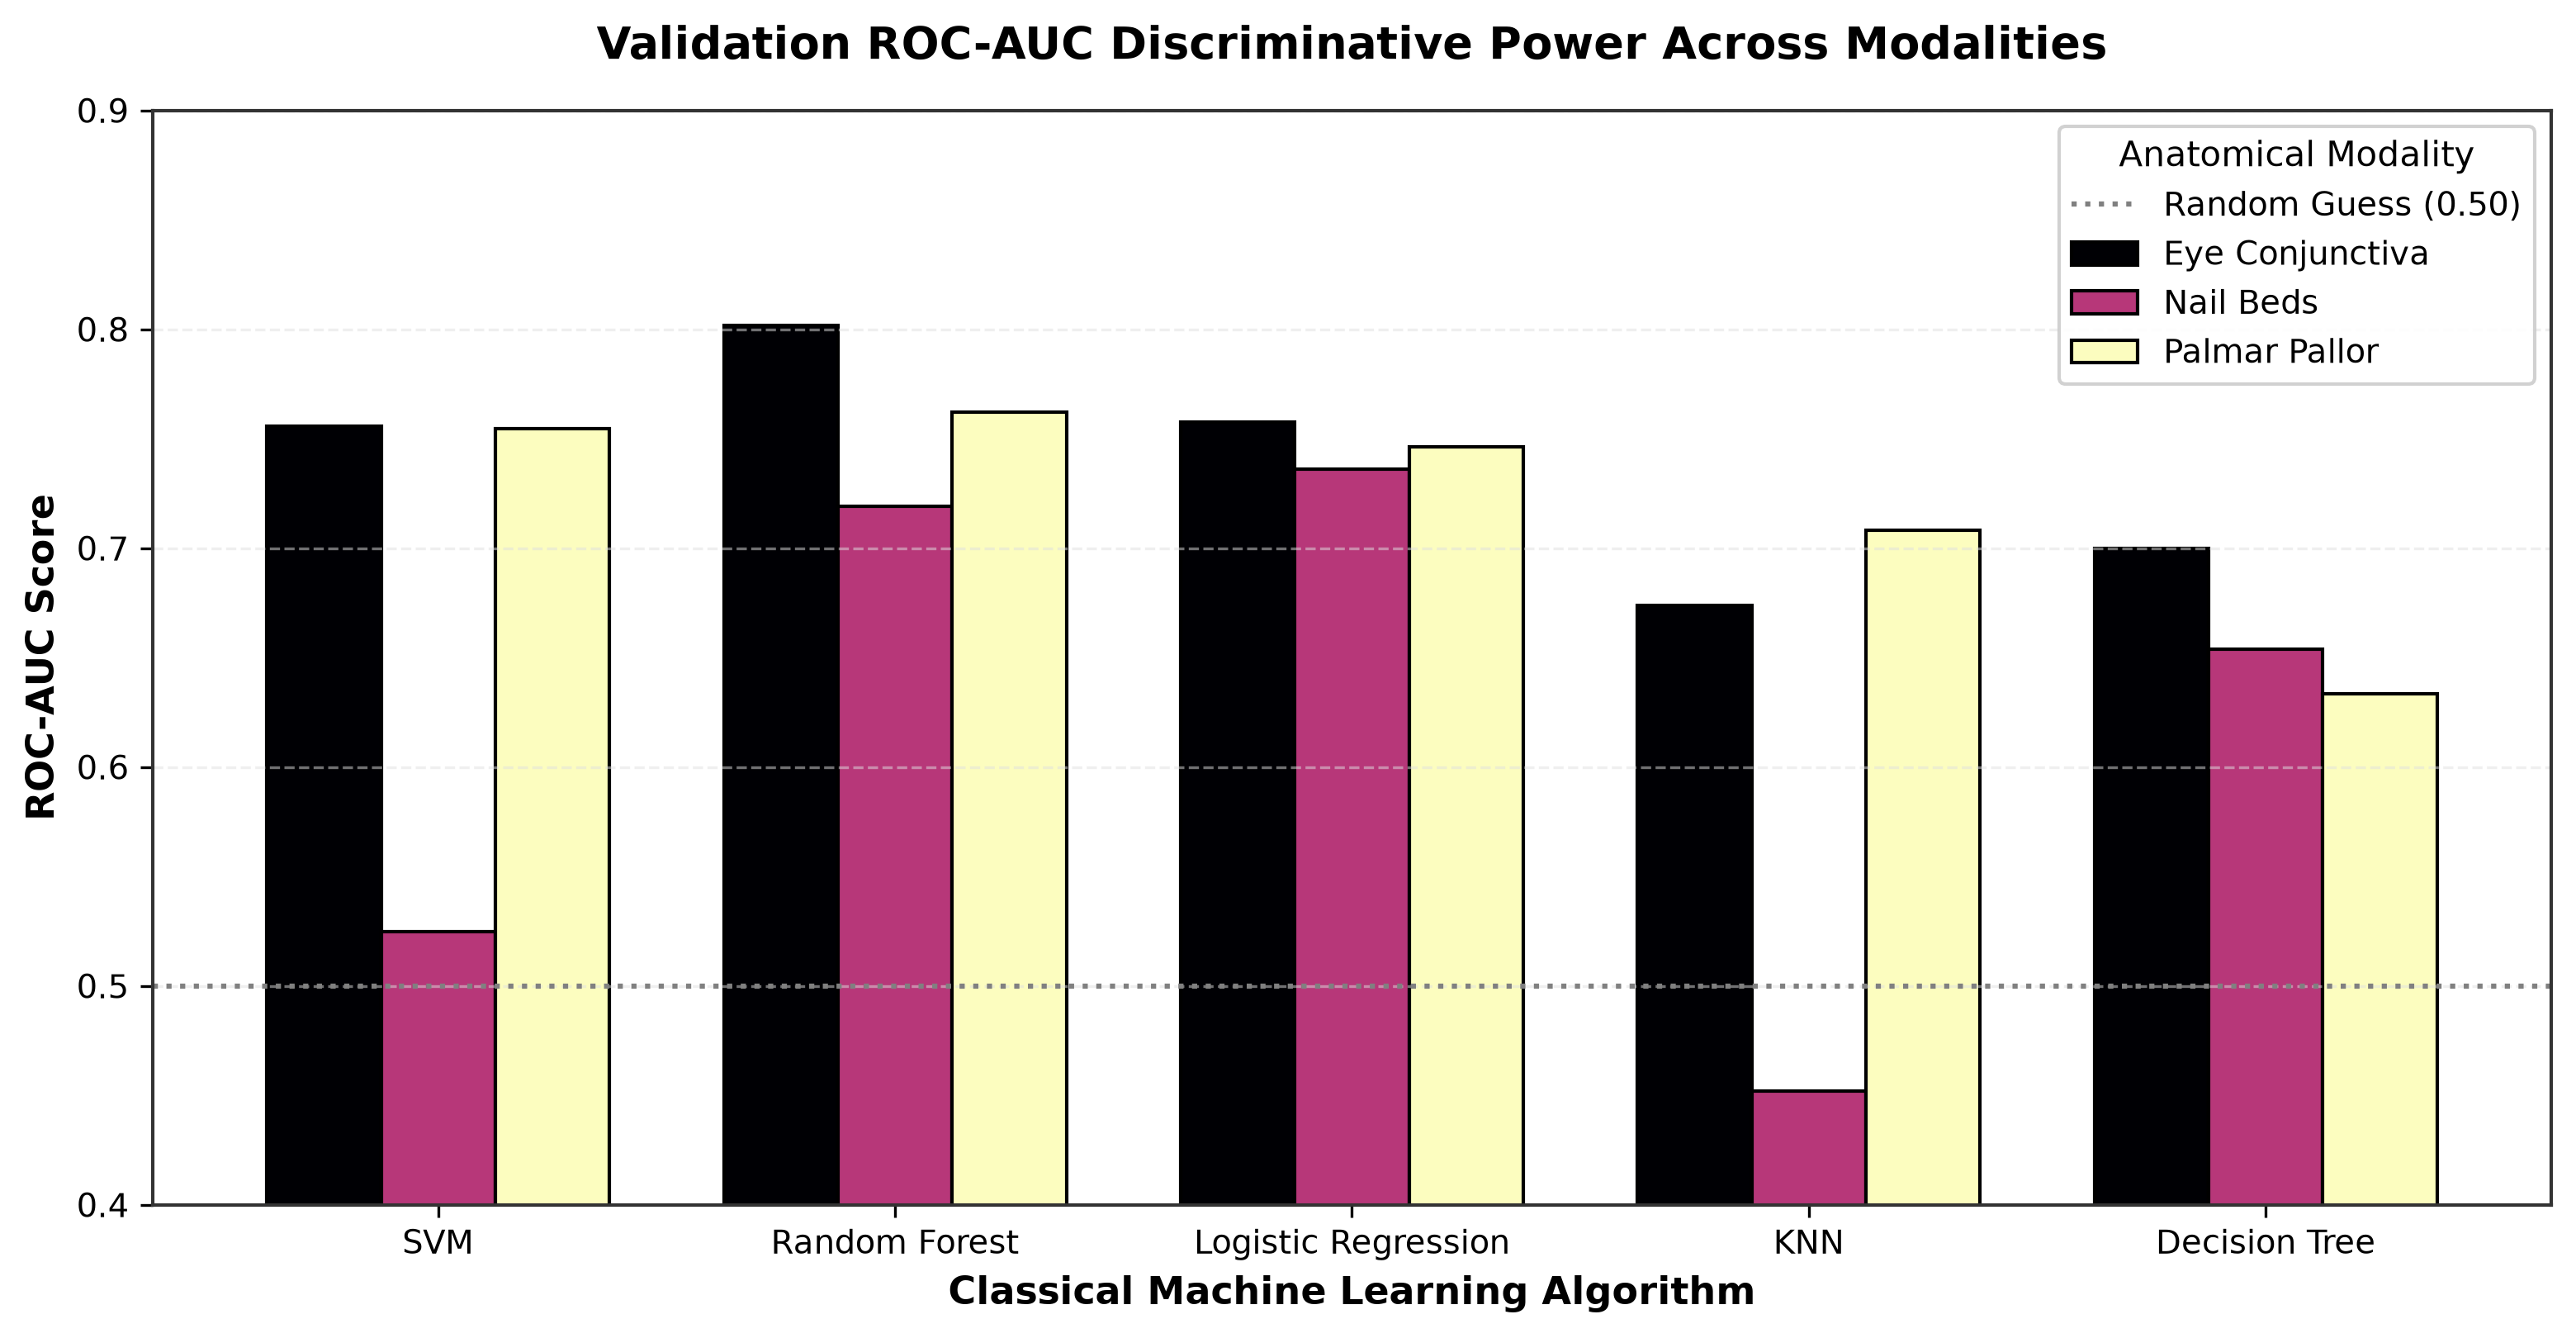 Validation ROC-AUC Discriminative Power Across Modalities
0.9
0.8
0.7
0.6
0.5
0.4
ROC-AUC Score
Anatomical Modality
Random Guess (0.50)
Eye Conjunctiva
Nail Beds
Palmar Pallor
SVM
Random Forest
Logistic Regression
KNN
Decision Tree
Classical Machine Learning Algorithm